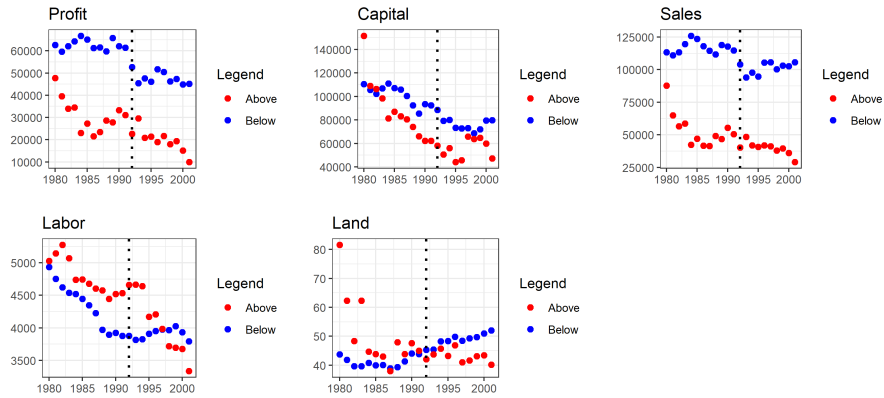 Profit
60000
50000
40000
30000
20000
10000
1980 1985 1990 1995 2000
Legend
Above
Below
Capital
140000
120000
100000
80000
60000
40000
1980 1985 1990 1995 2000
Legend
Above
Below
Sales
125000
100000
75000
50000
25000
1980 1985 1990 1995 2000
Legend
Above
Below
Labor
5000
4500
4000
3500
1980 1985 1990 1995 2000
Legend
Above
Below
Land
80
70
60
50
40
1980 1985 1990 1995 2000
Legend
Above
Below